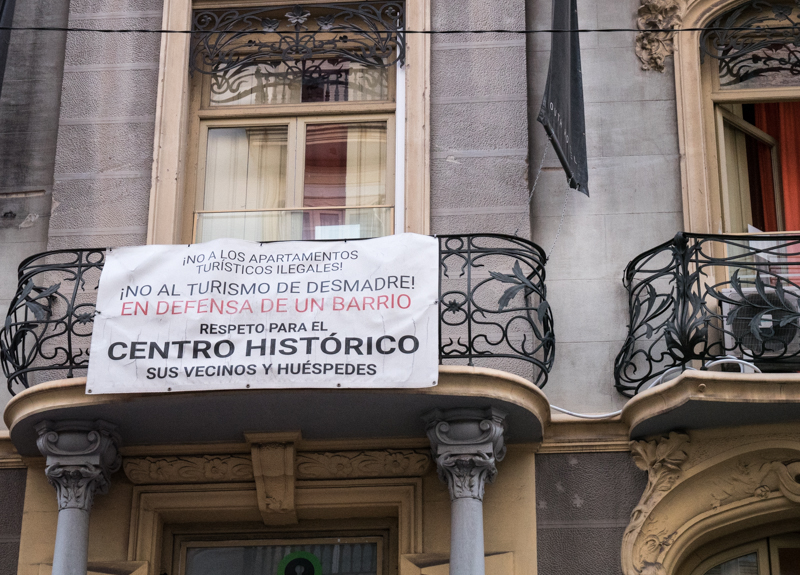 ¡NO A LOS APARTAMENTOS
TURÍSTICOS ILEGALES!
¡NO AL TURISMO DE DESMADRE!
EN DEFENSA DE UN BARRIO
RESPETO PARA EL
CENTRO HISTÓRICO
SUS VECINOS Y HUÉSPEDES